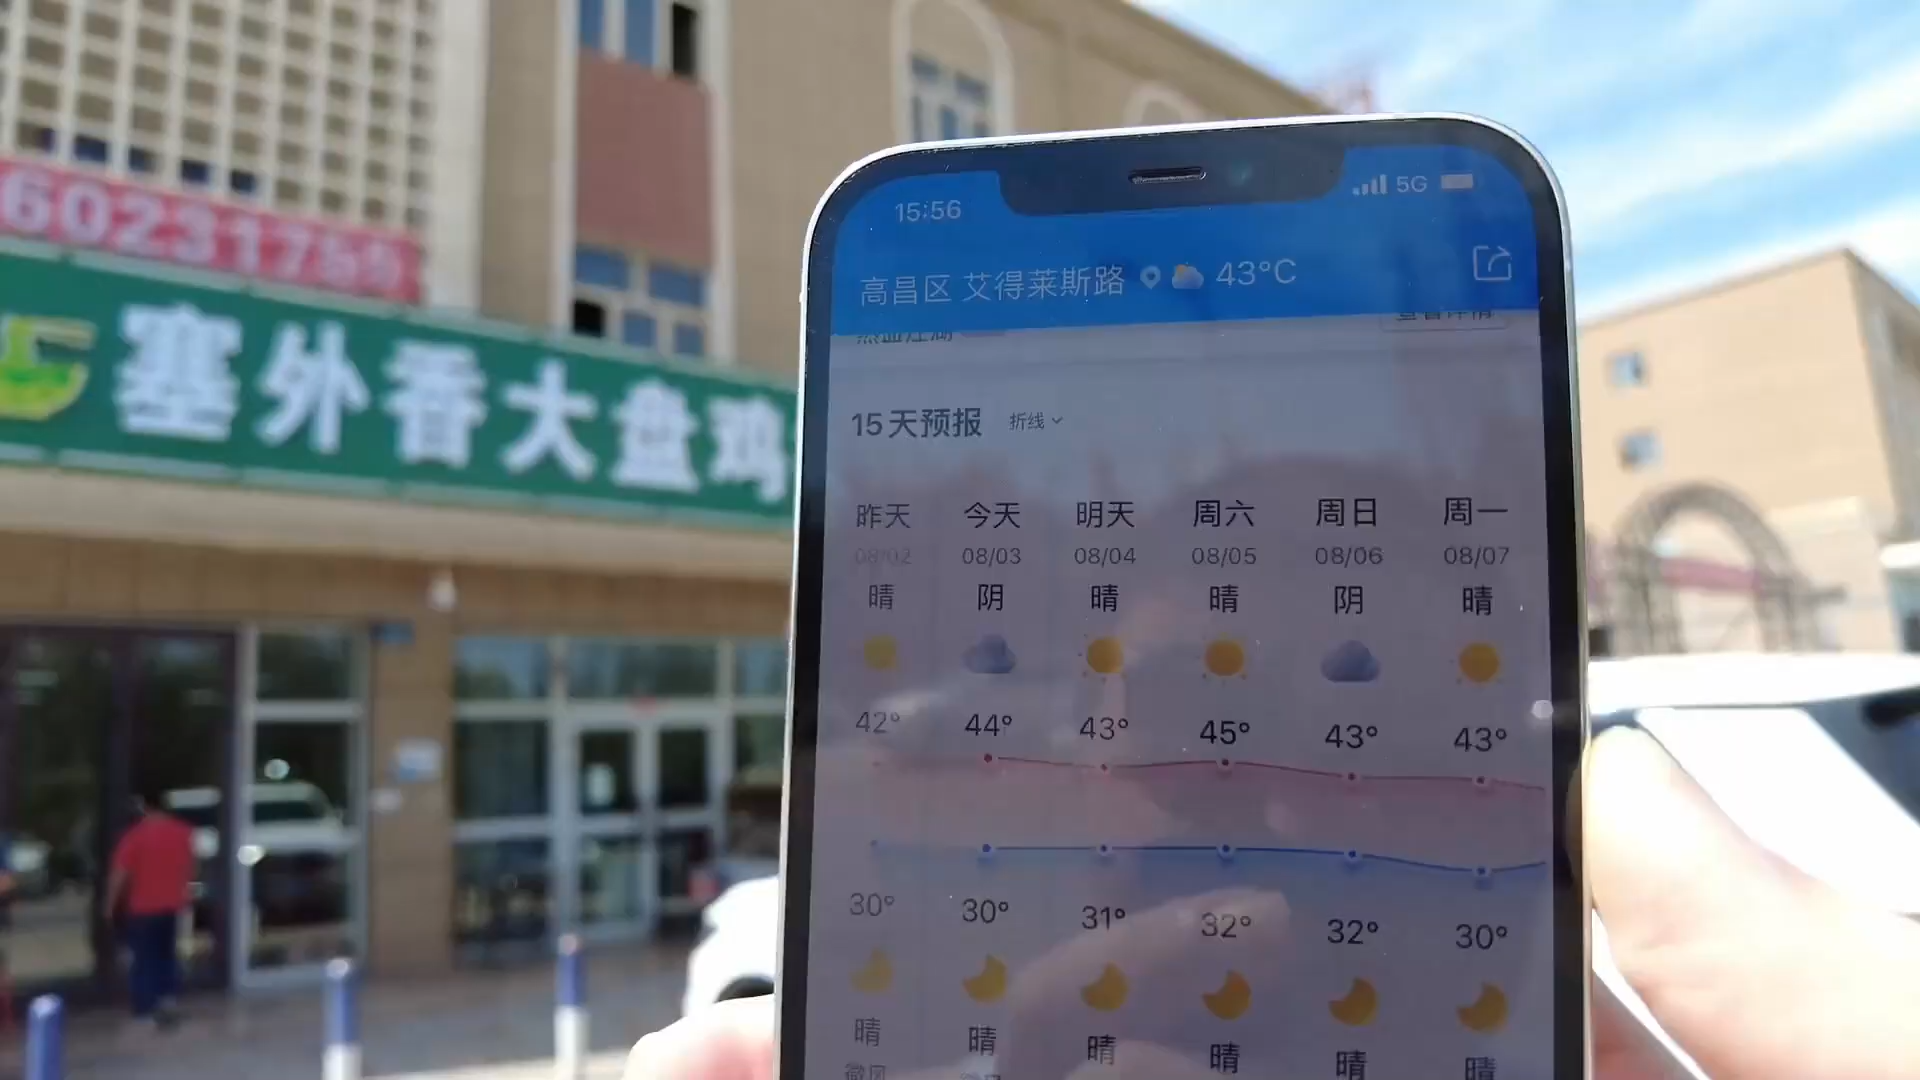 塞外香大盘鸡
15:56
5G
高昌区 艾得莱斯路 43°C
15天预报 折线
昨天 今天 明天 周六 周日 周一
08/02 08/03 08/04 08/05 08/06 08/07
晴 阴 晴 晴 阴 晴
42° 44° 43° 45° 43° 43°
30° 30° 31° 32° 32° 30°
晴 晴 晴 晴 晴 晴
微风